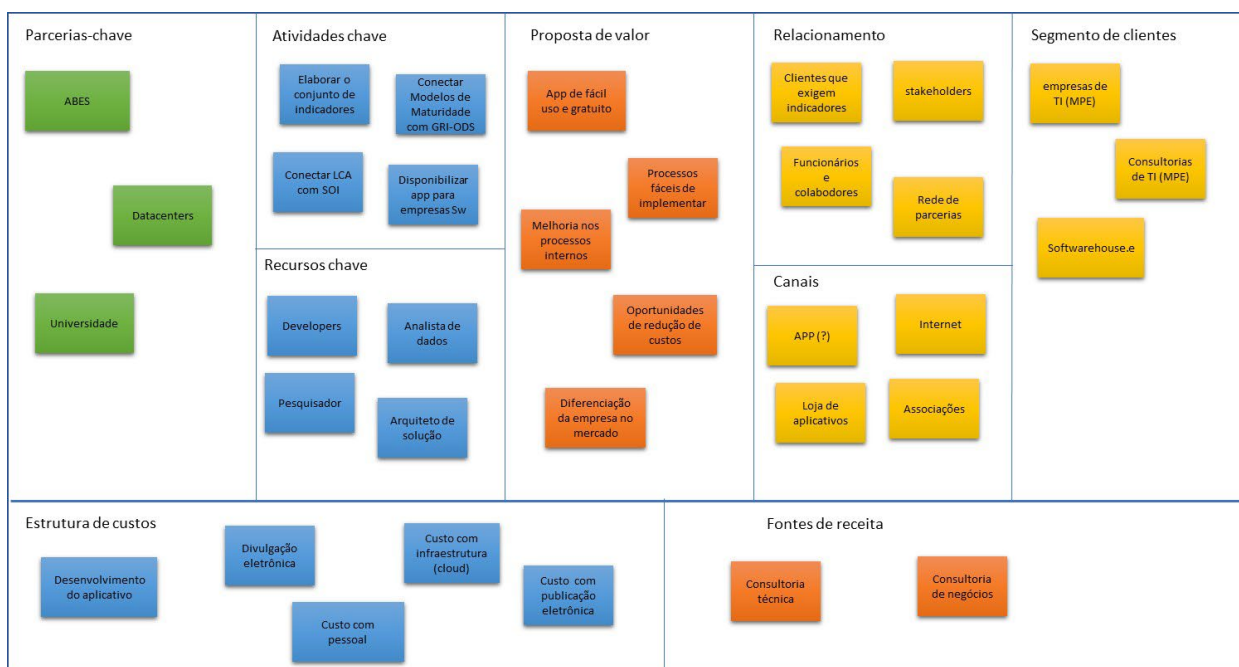 Parcerias-chave
ABES
Datacenters
Universidade
Atividades chave
Elaborar o
conjunto de
indicadores
Conectar
Modelos de
Maturidade
com GRI-ODS
Conectar LCA
com SOI
Disponibilizar
app para
empresas Sw
Recursos chave
Developers
Analista de
dados
Pesquisador
Arquiteto de
solução
Proposta de valor
App de fácil
uso e gratuito
Processos
fáceis de
implementar
Melhoria nos
processos
internos
Oportunidades
de redução de
custos
Diferenciação
da empresa no
mercado
Relacionamento
Clientes que
exigem
indicadores
stakeholders
Funcionários
e
colabodores
Rede de
parcerias
Canais
APP (?)
Internet
Loja de
aplicativos
Associações
Segmento de clientes
empresas de
TI (MPE)
Consultorias
de TI (MPE)
Softwarehouse.e
Estrutura de custos
Desenvolvimento
do aplicativo
Divulgação
eletrônica
Custo com
pessoal
Custo com
infraestrutura
(cloud)
Custo com
publicação
eletrônica
Fontes de receita
Consultoria
técnica
Consultoria
de negócios